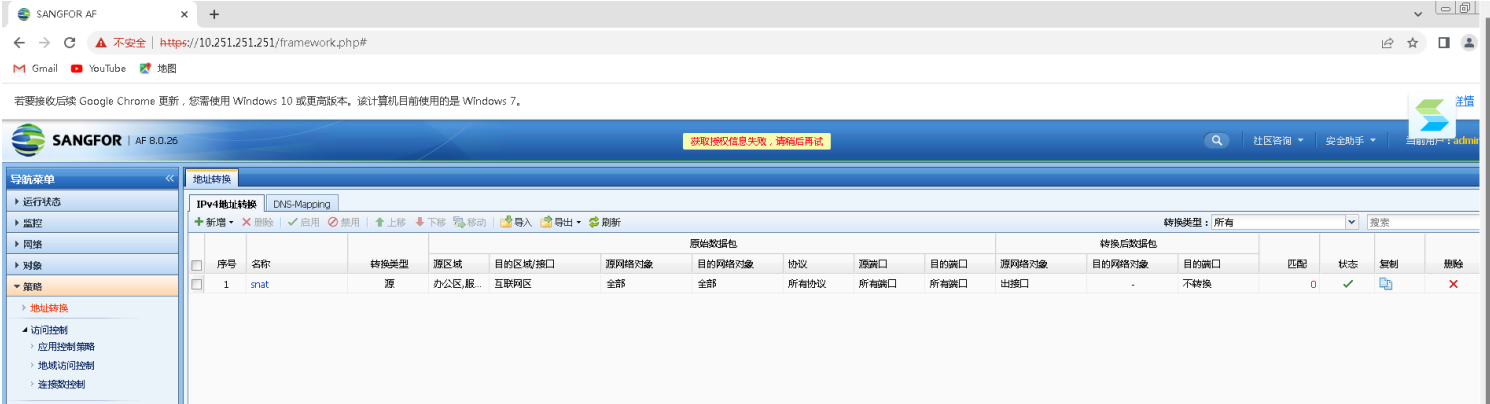 SANGFOR AF
不安全 https://10.251.251.251/framework.php#
Gmail YouTube 地图
若要接收后续 Google Chrome 更新，您需使用 Windows 10 或更高版本。该计算机目前使用的是 Windows 7。 详情
SANGFOR AF 8.0.26 获取授权信息失败，请稍后再试 社区咨询 安全助手 当前用户：admin
导航菜单 地址转换
运行状态 IPv4地址转换 DNS-Mapping
监控 新增 删除 启用 禁用 上移 下移 移动 导入 导出 刷新 转换类型： 所有 搜索
网络 原始数据包 转换后数据包
对象 序号 名称 转换类型 源区域 目的区域/接口 源网络对象 目的网络对象 协议 源端口 目的端口 源网络对象 目的网络对象 目的端口 匹配 状态 复制 删除
策略 1 snat 源 办公区,服... 互联网区 全部 全部 所有协议 所有端口 所有端口 出接口 - 不转换 0
地址转换
访问控制
应用控制策略
地域访问控制
连接数控制